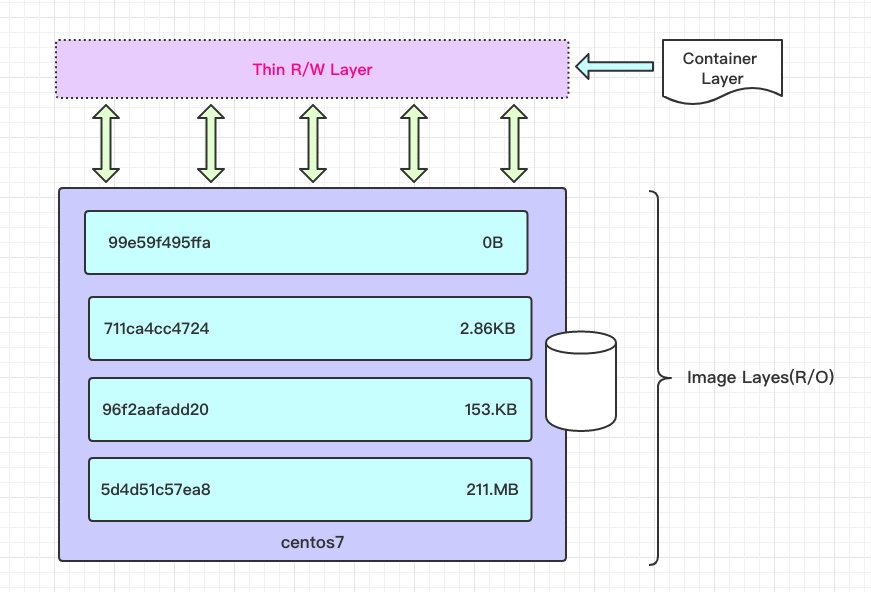 Thin R/W Layer
Container
Layer
99e59f495ffa 0B
711ca4cc4724 2.86KB
96f2aafadd20 153.KB
5d4d51c57ea8 211.MB
centos7
Image Layes(R/O)